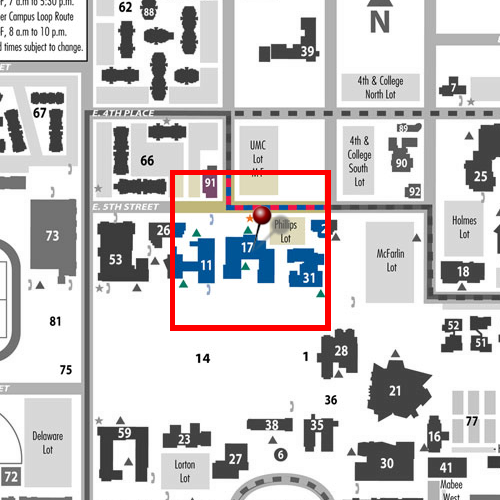 F, 7 a.m to 5:30 p.m.
er Campus Loop Route
F, 8 a.m to 10 p.m.
d times subject to change.
62
88
39
N
4th & College
North Lot
7
67
E. 4TH PLACE
UMC
Lot
M-F
4th &
College
South
Lot
89
90
92
25
66
91
E. 5TH STREET
Phillips
Lot
Holmes
Lot
73
53
26
11
17
2
31
McFarlin
Lot
18
81
75
14
1
28
52
51
21
36
77
Delaware
Lot
59
23
38
35
16
27
6
30
41
72
Lorton
Lot
Mabee
West